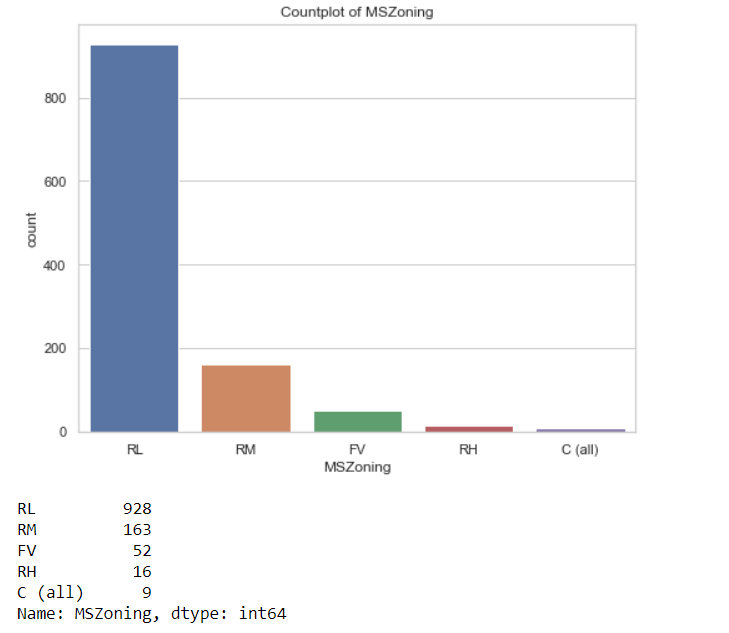 Countplot of MSZoning
800
600
400
200
0
count
RL RM FV RH C (all)
MSZoning
RL 928
RM 163
FV 52
RH 16
C (all) 9
Name: MSZoning, dtype: int64